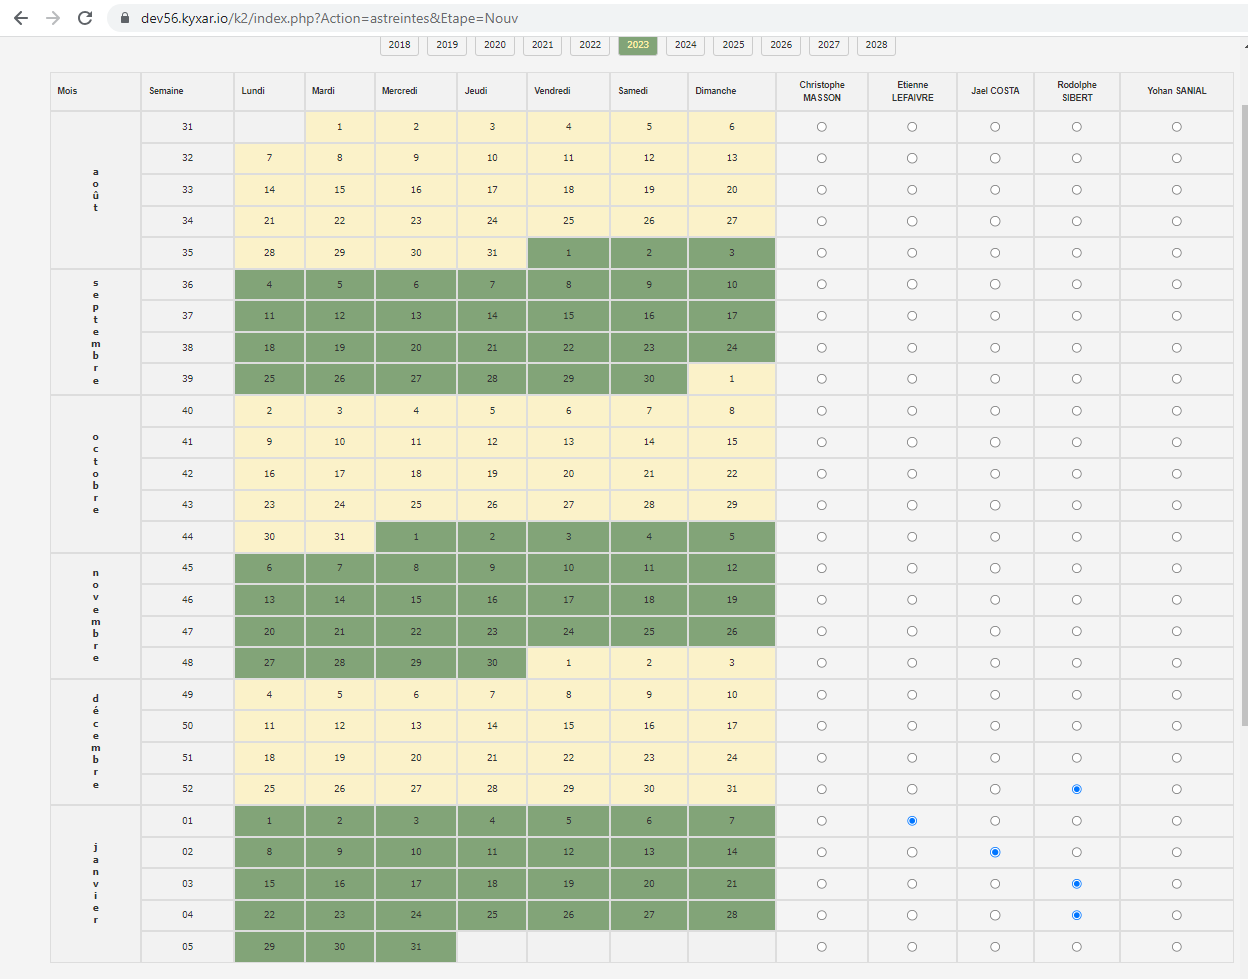 dev56.kyxar.io/k2/index.php?Action=astreintes&Etape=Nouv
2018 2019 2020 2021 2022 2023 2024 2025 2026 2027 2028
Mois Semaine Lundi Mardi Mercredi Jeudi Vendredi Samedi Dimanche Christophe MASSON Etienne LEFAIVRE Jael COSTA Rodolphe SIBERT Yohan SANIAL
août
31 1 2 3 4 5 6
32 7 8 9 10 11 12 13
33 14 15 16 17 18 19 20
34 21 22 23 24 25 26 27
35 28 29 30 31 1 2 3
septembre
36 4 5 6 7 8 9 10
37 11 12 13 14 15 16 17
38 18 19 20 21 22 23 24
39 25 26 27 28 29 30 1
octobre
40 2 3 4 5 6 7 8
41 9 10 11 12 13 14 15
42 16 17 18 19 20 21 22
43 23 24 25 26 27 28 29
44 30 31 1 2 3 4 5
novembre
45 6 7 8 9 10 11 12
46 13 14 15 16 17 18 19
47 20 21 22 23 24 25 26
48 27 28 29 30 1 2 3
décembre
49 4 5 6 7 8 9 10
50 11 12 13 14 15 16 17
51 18 19 20 21 22 23 24
52 25 26 27 28 29 30 31
janvier
01 1 2 3 4 5 6 7
02 8 9 10 11 12 13 14
03 15 16 17 18 19 20 21
04 22 23 24 25 26 27 28
05 29 30 31